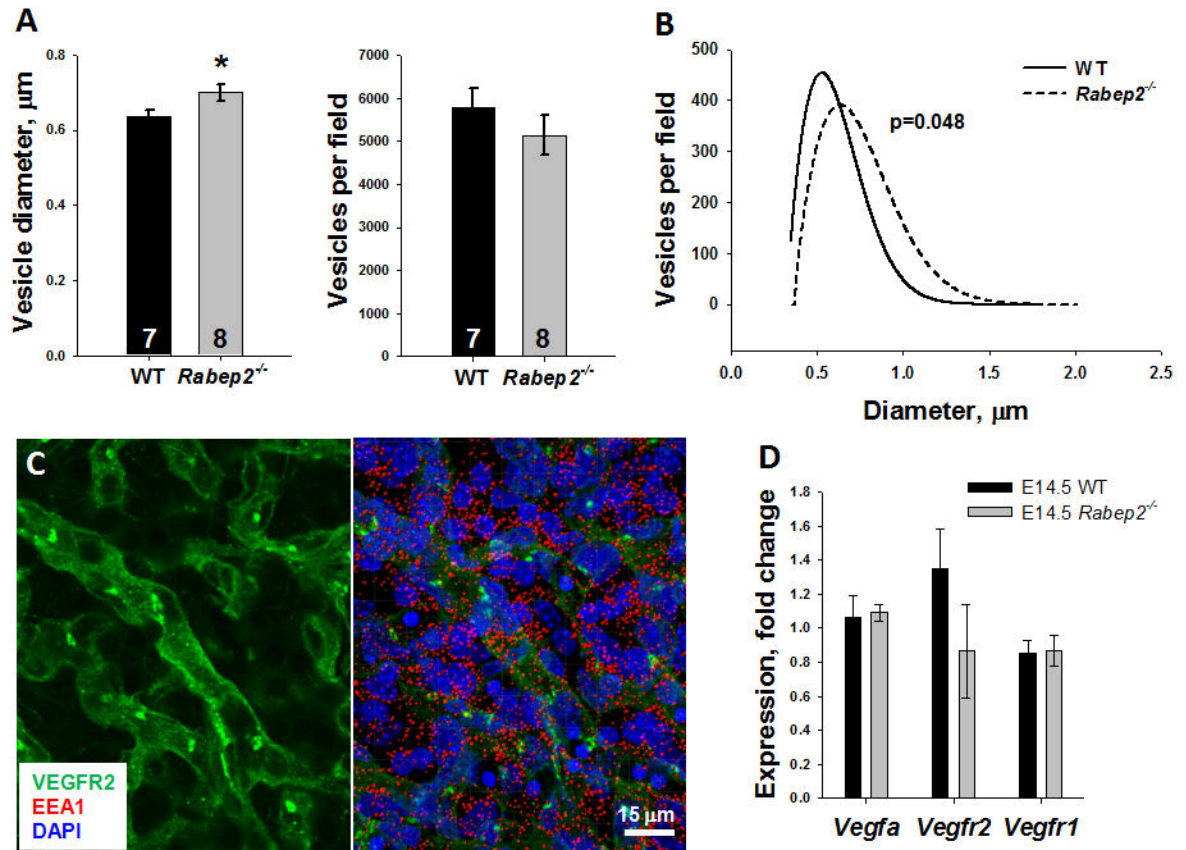 A
Vesicle diameter, μm
0.8
0.6
0.4
0.2
0.0
*
7
8
WT
Rabep2-/-
Vesicles per field
7000
6000
5000
4000
3000
2000
1000
0
7
8
WT
Rabep2-/-
B
Vesicles per field
500
400
300
200
100
0
WT
Rabep2-/-
p=0.048
0.0
0.5
1.0
1.5
2.0
2.5
Diameter, μm
C
VEGFR2
EEA1
DAPI
15 μm
D
E14.5 WT
E14.5 Rabep2-/-
Expression, fold change
1.8
1.6
1.4
1.2
1.0
0.8
0.6
0.4
0.2
0.0
Vegfa
Vegfr2
Vegfr1